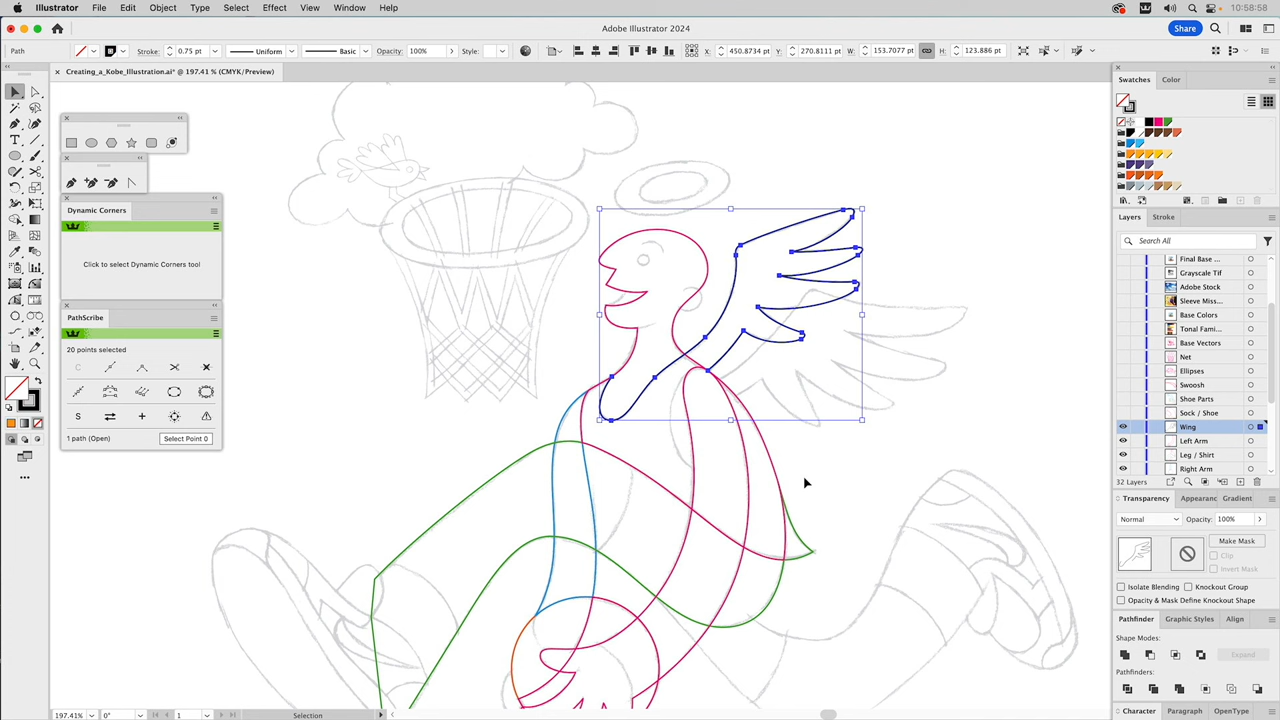 Illustrator File Edit Object Type Select Effect View Window Help 10:58:58
Adobe Illustrator 2024
Share
Path Stroke: 0.75 pt Uniform Basic Opacity: 100% Style: X: 450.8734 pt Y: 270.8111 pt W: 153.7077 pt H: 123.886 pt
Creating_a_Kobe_Illustration.ai* @ 197.41 % (CMYK/Preview)
Swatches Color
Dynamic Corners
Click to select Dynamic Corners tool
PathScribe
20 points selected
1 path (Open) Select Point 0
Layers Stroke
Search All
Final Base ...
Grayscale Tif
Adobe Stock
Sleeve Miss...
Base Colors
Tonal Fami...
Base Vectors
Net
Ellipses
Swoosh
Shoe Parts
Sock / Shoe
Wing
Left Arm
Leg / Shirt
Right Arm
32 Layers
Transparency Appearanc Gradient
Normal Opacity: 100%
Make Mask
Clip
Invert Mask
Isolate Blending Knockout Group
Opacity & Mask Define Knockout Shape
Pathfinder Graphic Styles Align
Shape Modes:
Expand
Pathfinders:
Character Paragraph OpenType
197.41% 0° 1 Selection